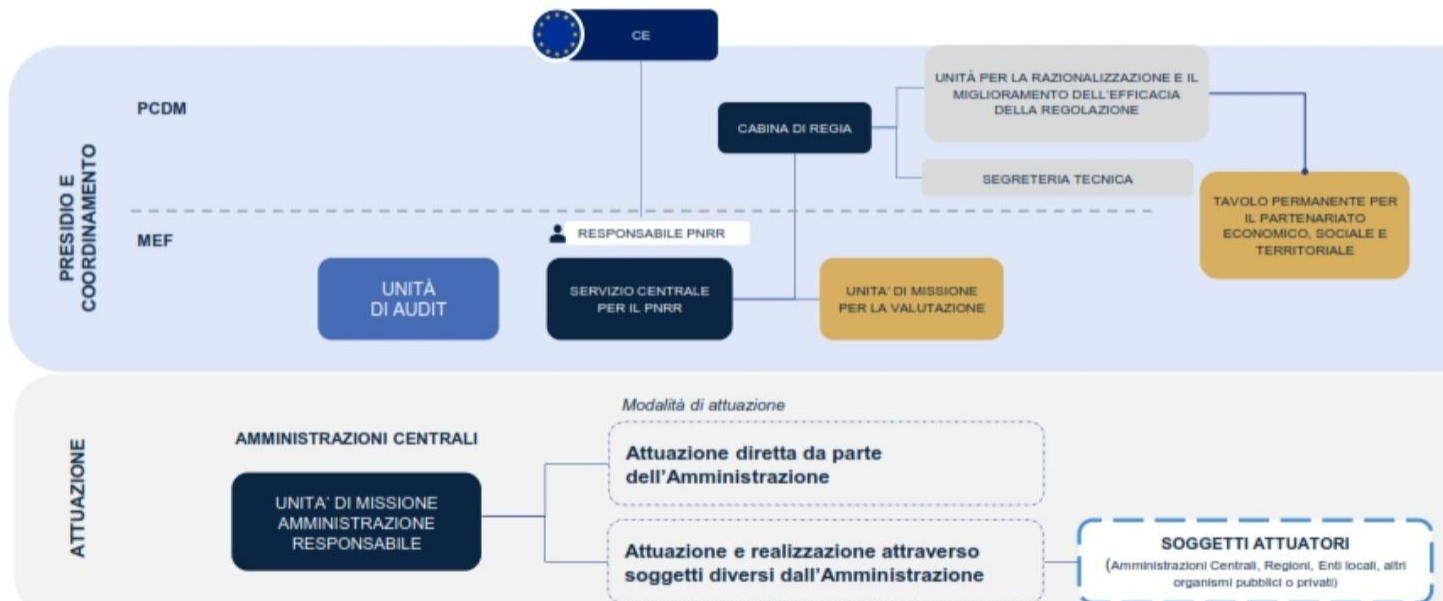 CE
PCDM
CABINA DI REGIA
UNITÀ PER LA RAZIONALIZZAZIONE E IL
MIGLIORAMENTO DELL'EFFICACIA
DELLA REGOLAZIONE
SEGRETERIA TECNICA
TAVOLO PERMANENTE PER
IL PARTENARIATO
ECONOMICO, SOCIALE E
TERRITORIALE
PRESIDIO E
COORDINAMENTO
MEF
RESPONSABILE PNRR
UNITÀ
DI AUDIT
SERVIZIO CENTRALE
PER IL PNRR
UNITA' DI MISSIONE
PER LA VALUTAZIONE
ATTUAZIONE
AMMINISTRAZIONI CENTRALI
UNITA' DI MISSIONE
AMMINISTRAZIONE
RESPONSABILE
Modalità di attuazione
Attuazione diretta da parte
dell'Amministrazione
Attuazione e realizzazione attraverso
soggetti diversi dall'Amministrazione
SOGGETTI ATTUATORI
(Amministrazioni Centrali, Regioni, Enti locali, altri
organismi pubblici o privati)